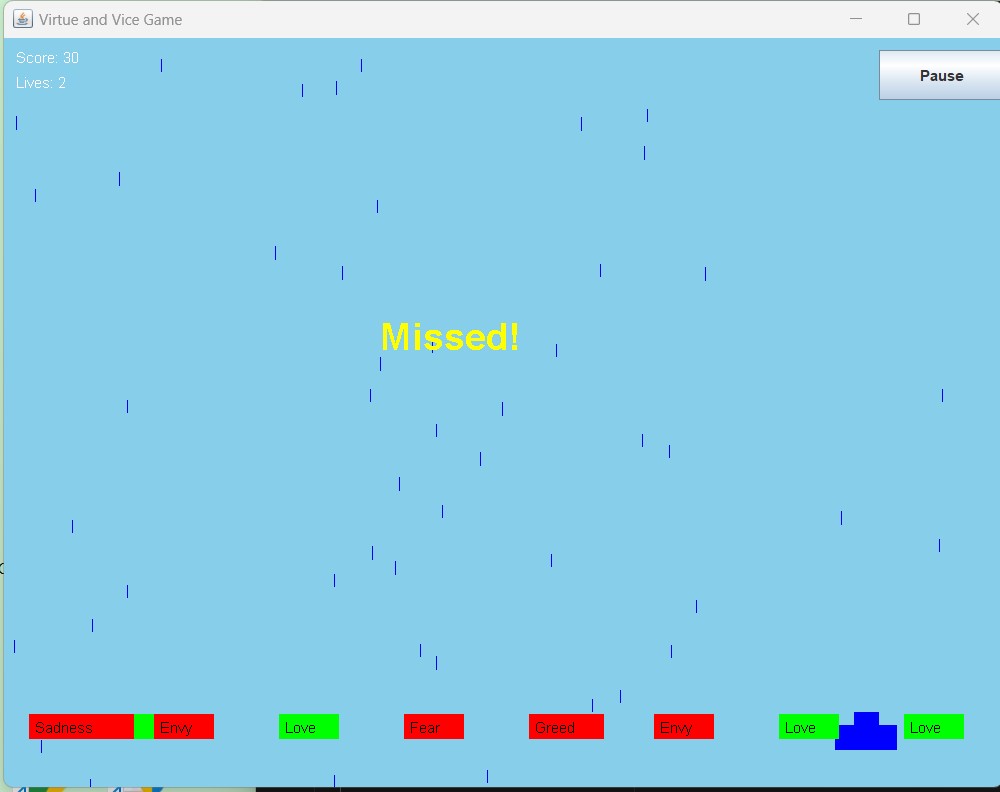 Virtue and Vice Game
Score: 30
Lives: 2
Pause
Missed!
Sadness
Envy
Love
Fear
Greed
Envy
Love
Love